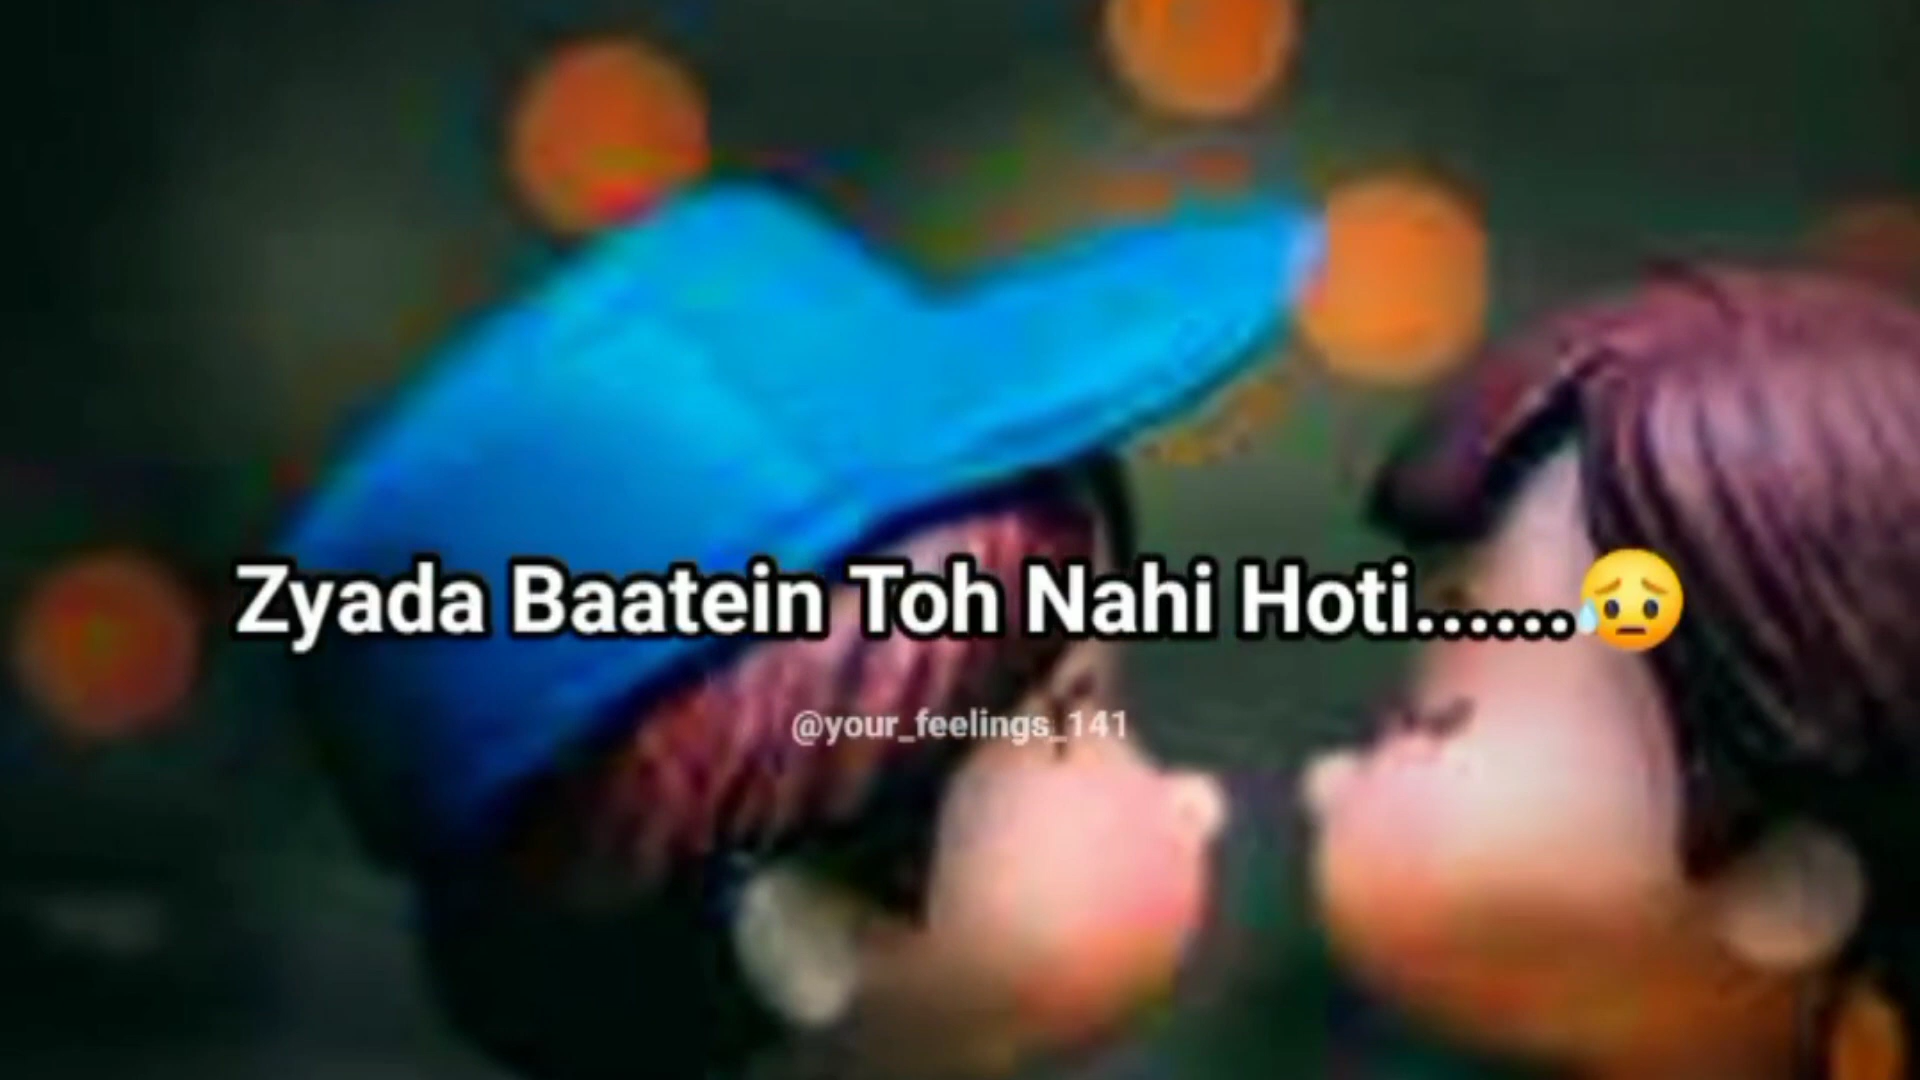 Zyada Baatein Toh Nahi Hoti......😥
@your_feelings_141